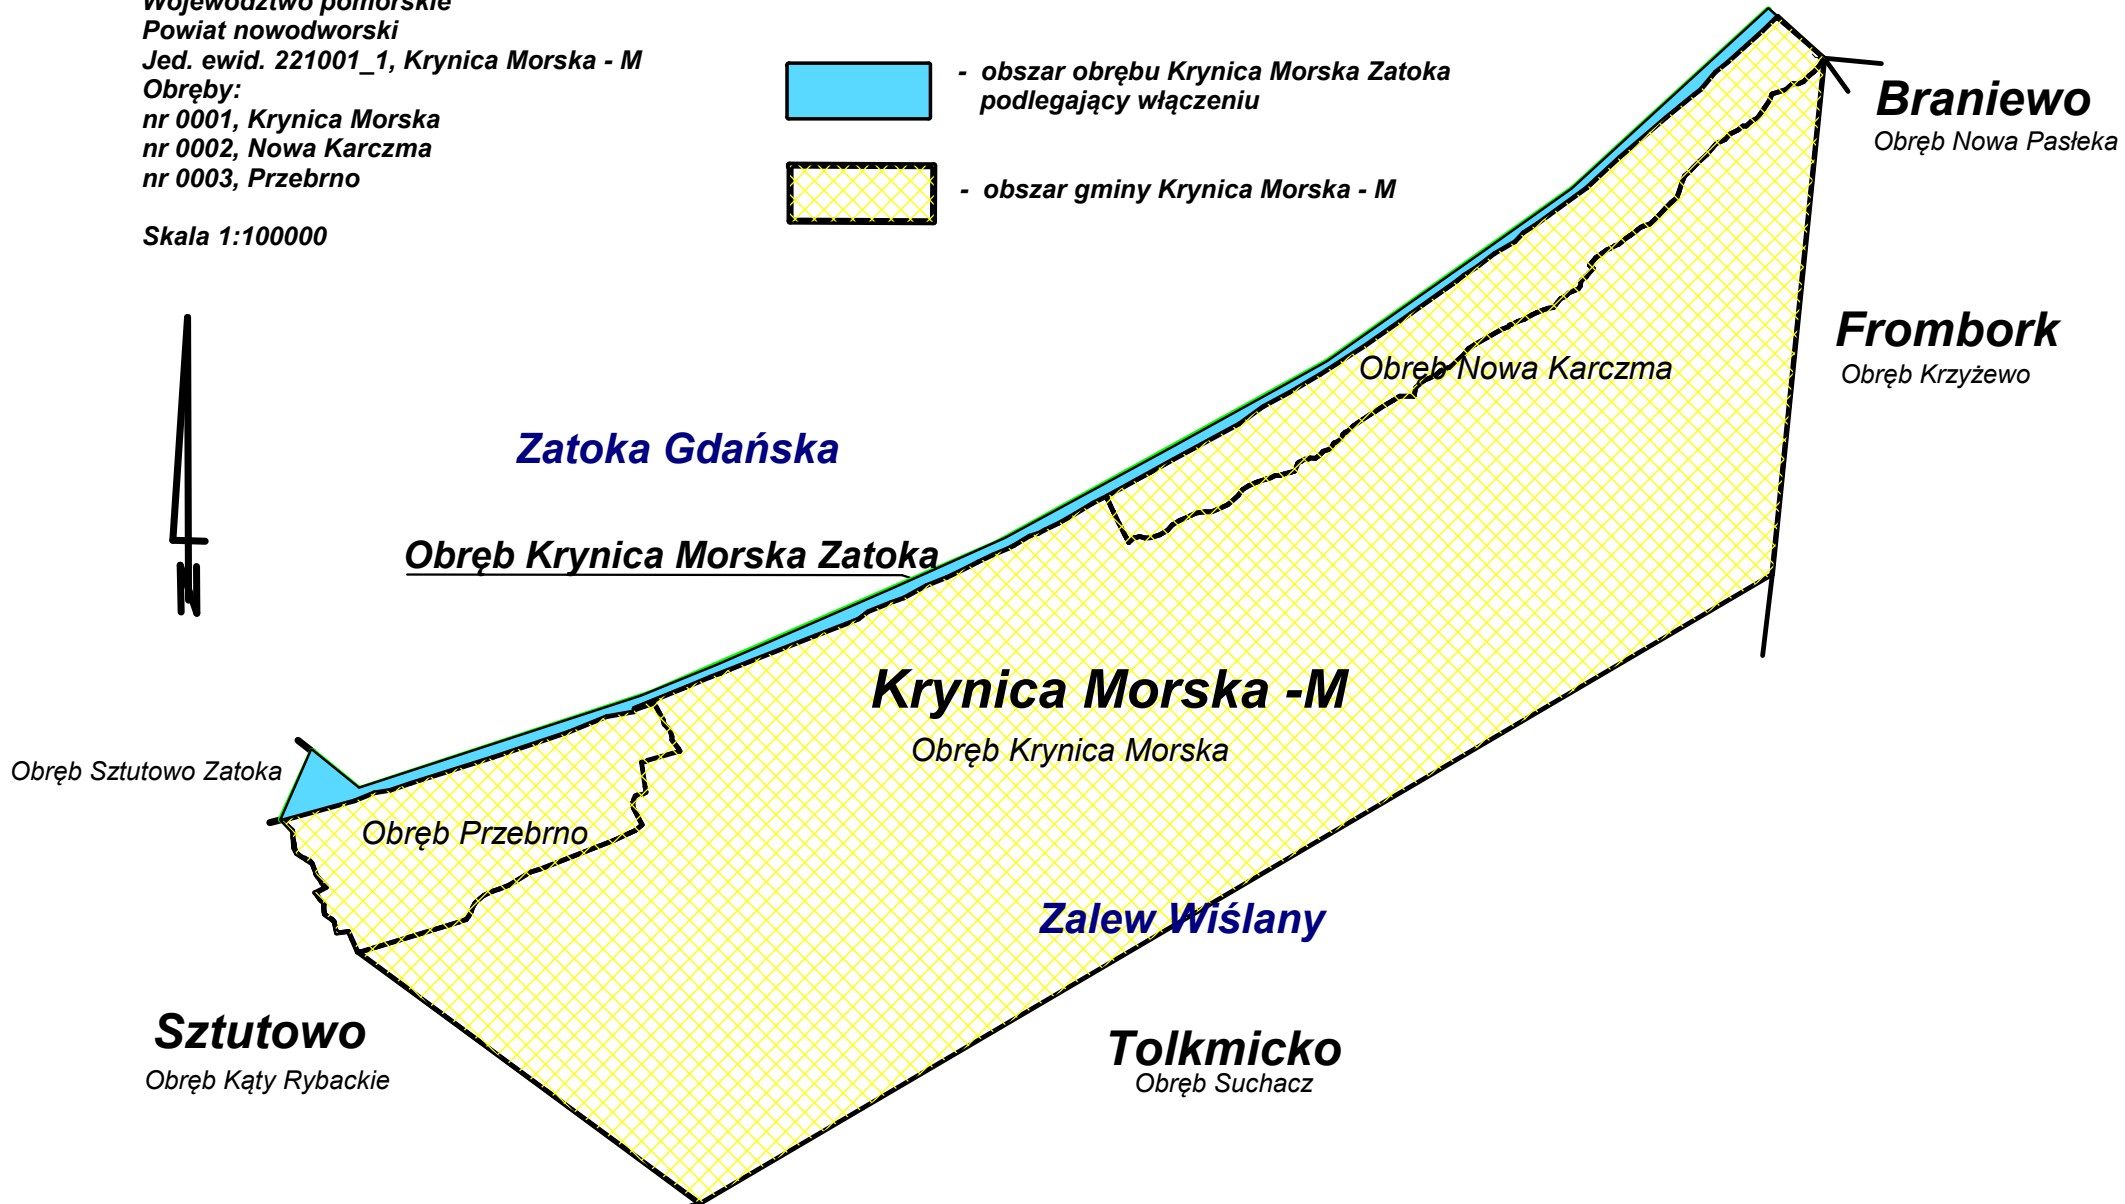 Województwo pomorskie
Powiat nowodworski
Jed. ewid. 221001_1, Krynica Morska - M
Obręby:
nr 0001, Krynica Morska
nr 0002, Nowa Karczma
nr 0003, Przebrno
Skala 1:100000
- obszar obrębu Krynica Morska Zatoka
podlegający włączeniu
- obszar gminy Krynica Morska - M
Braniewo
Obręb Nowa Pasłeka
Frombork
Obręb Krzyżewo
Obręb Nowa Karczma
Zatoka Gdańska
Obręb Krynica Morska Zatoka
N
Krynica Morska -M
Obręb Krynica Morska
Obręb Sztutowo Zatoka
Obręb Przebrno
Zalew Wiślany
Sztutowo
Obręb Kąty Rybackie
Tolkmicko
Obręb Suchacz